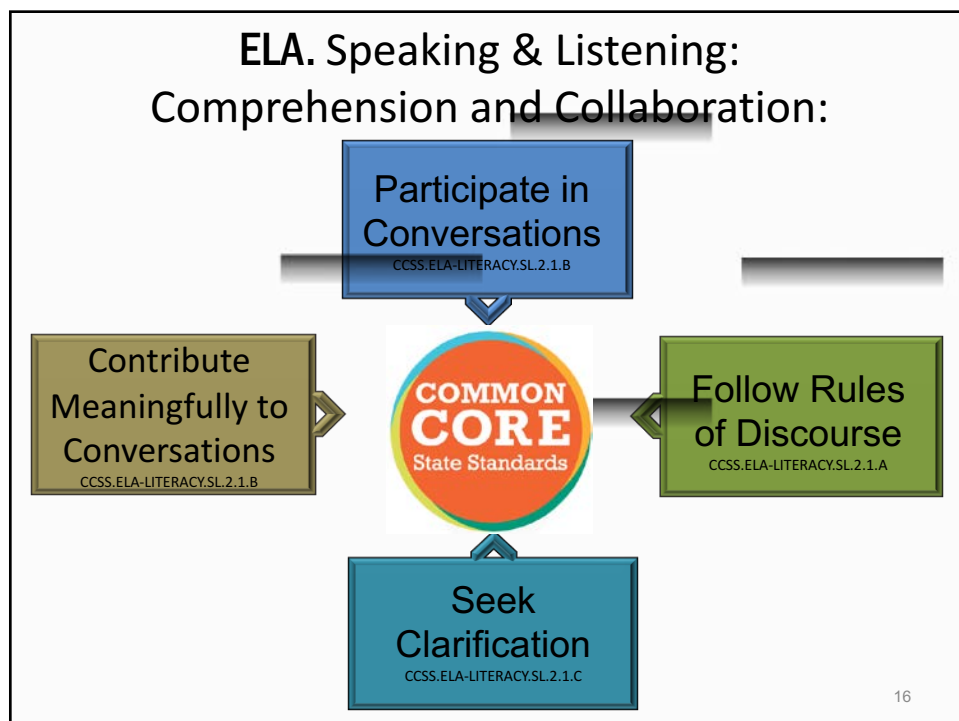 ELA. Speaking & Listening:
Comprehension and Collaboration:
Participate in
Conversations
CCSS.ELA-LITERACY.SL.2.1.B
Contribute
Meaningfully to
Conversations
CCSS.ELA-LITERACY.SL.2.1.B
COMMON
CORE
State Standards
Follow Rules
of Discourse
CCSS.ELA-LITERACY.SL.2.1.A
Seek
Clarification
CCSS.ELA-LITERACY.SL.2.1.C
16